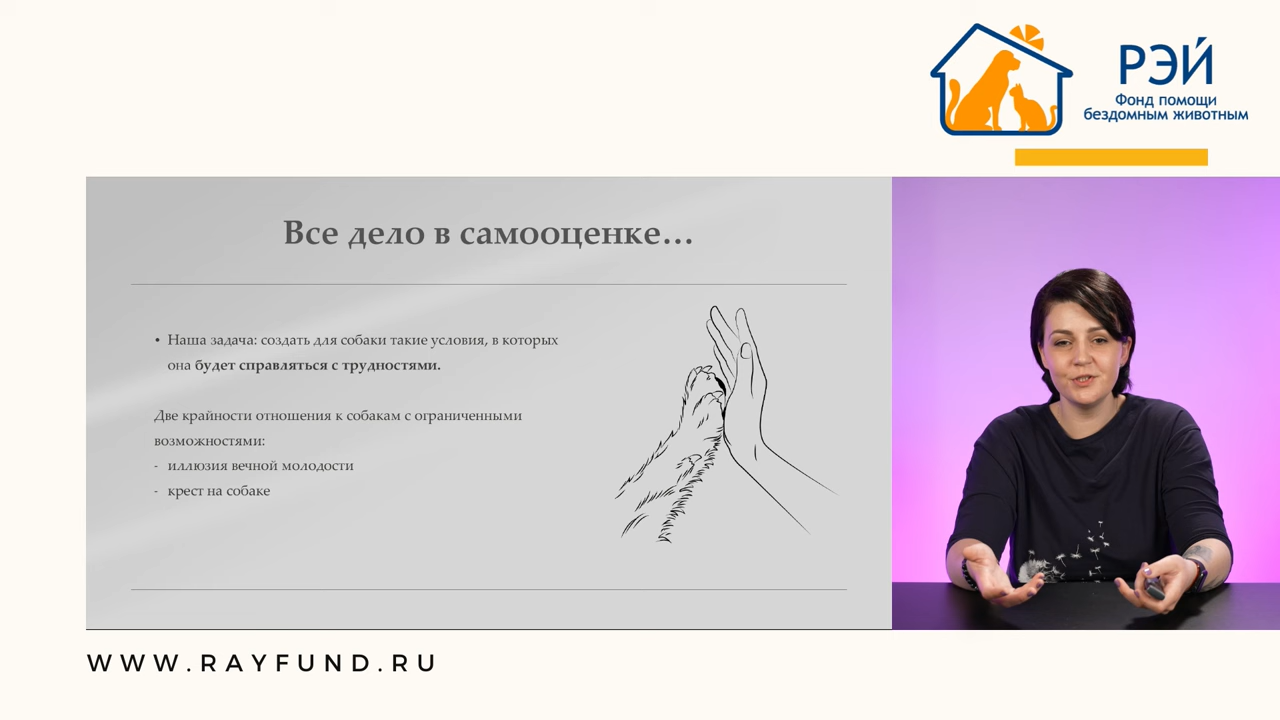 РЭЙ
Фонд помощи
бездомным животным
Все дело в самооценке...
• Наша задача: создать для собаки такие условия, в которых
она будет справляться с трудностями.
Две крайности отношения к собакам с ограниченными
возможностями:
- иллюзия вечной молодости
- крест на собаке
WWW.RAYFUND.RU